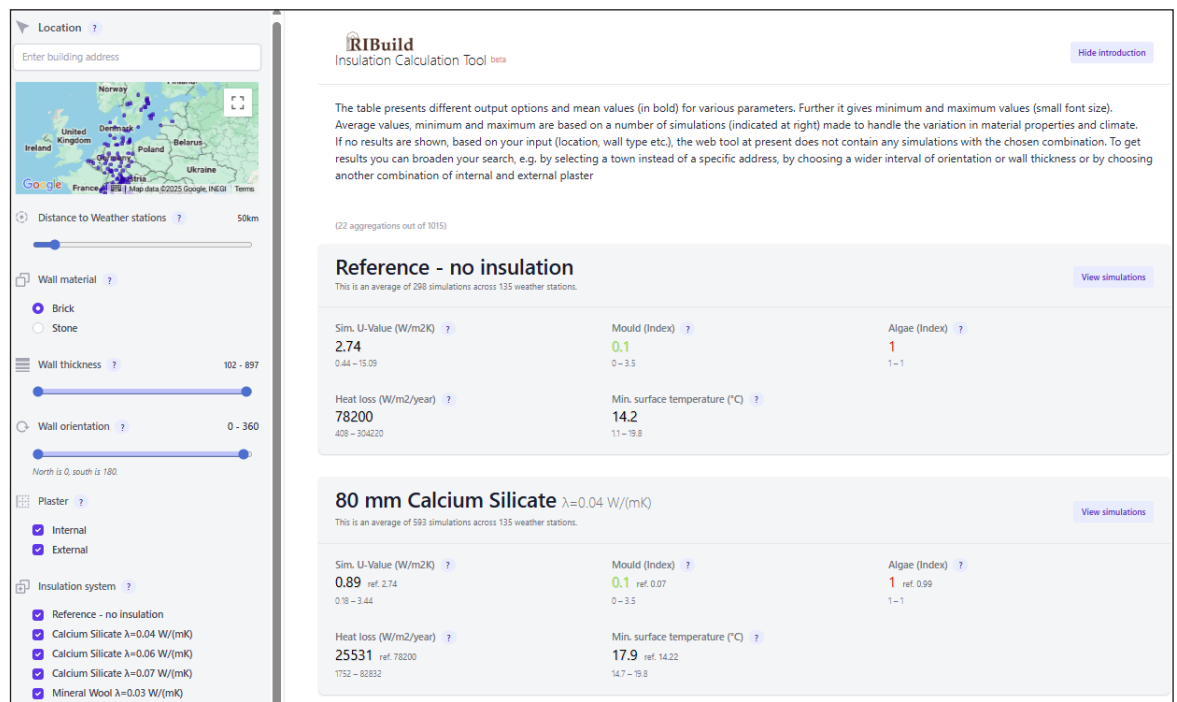 Location ?
Enter building address
Norway
United
Kingdom
Denmark
Ireland
Poland
Belarus
Germany
Ukraine
Austria
France
Google
Map data ©2025 Google, INEGI
Terms
Distance to Weather stations ? 50km
Wall material ?
Brick
Stone
Wall thickness ? 102 - 897
Wall orientation ? 0 - 360
North is 0, south is 180.
Plaster ?
Internal
External
Insulation system ?
Reference - no insulation
Calcium Silicate λ=0.04 W/(mK)
Calcium Silicate λ=0.06 W/(mK)
Calcium Silicate λ=0.07 W/(mK)
Mineral Wool λ=0.03 W/(mK)
RIBuild
Insulation Calculation Tool beta
Hide introduction
The table presents different output options and mean values (in bold) for various parameters. Further it gives minimum and maximum values (small font size).
Average values, minimum and maximum are based on a number of simulations (indicated at right) made to handle the variation in material properties and climate.
If no results are shown, based on your input (location, wall type etc.), the web tool at present does not contain any simulations with the chosen combination. To get
results you can broaden your search, e.g. by selecting a town instead of a specific address, by choosing a wider interval of orientation or wall thickness or by choosing
another combination of internal and external plaster
(22 aggregations out of 1015)
Reference - no insulation
This is an average of 298 simulations across 135 weather stations.
View simulations
Sim. U-Value (W/m2K) ? Mould (Index) ? Algae (Index) ?
2.74 0.1 1
0.44 – 15.09 0 – 3.5 1 – 1
Heat loss (W/m2/year) ? Min. surface temperature (°C) ?
78200 14.2
408 – 304220 1.1 – 19.8
80 mm Calcium Silicate λ=0.04 W/(mK)
This is an average of 593 simulations across 135 weather stations.
View simulations
Sim. U-Value (W/m2K) ? Mould (Index) ? Algae (Index) ?
0.89 ref. 2.74 0.1 ref. 0.07 1 ref. 0.99
0.18 – 3.44 0 – 3.5 1 – 1
Heat loss (W/m2/year) ? Min. surface temperature (°C) ?
25531 ref. 78200 17.9 ref. 14.22
1752 – 82832 14.7 – 19.8